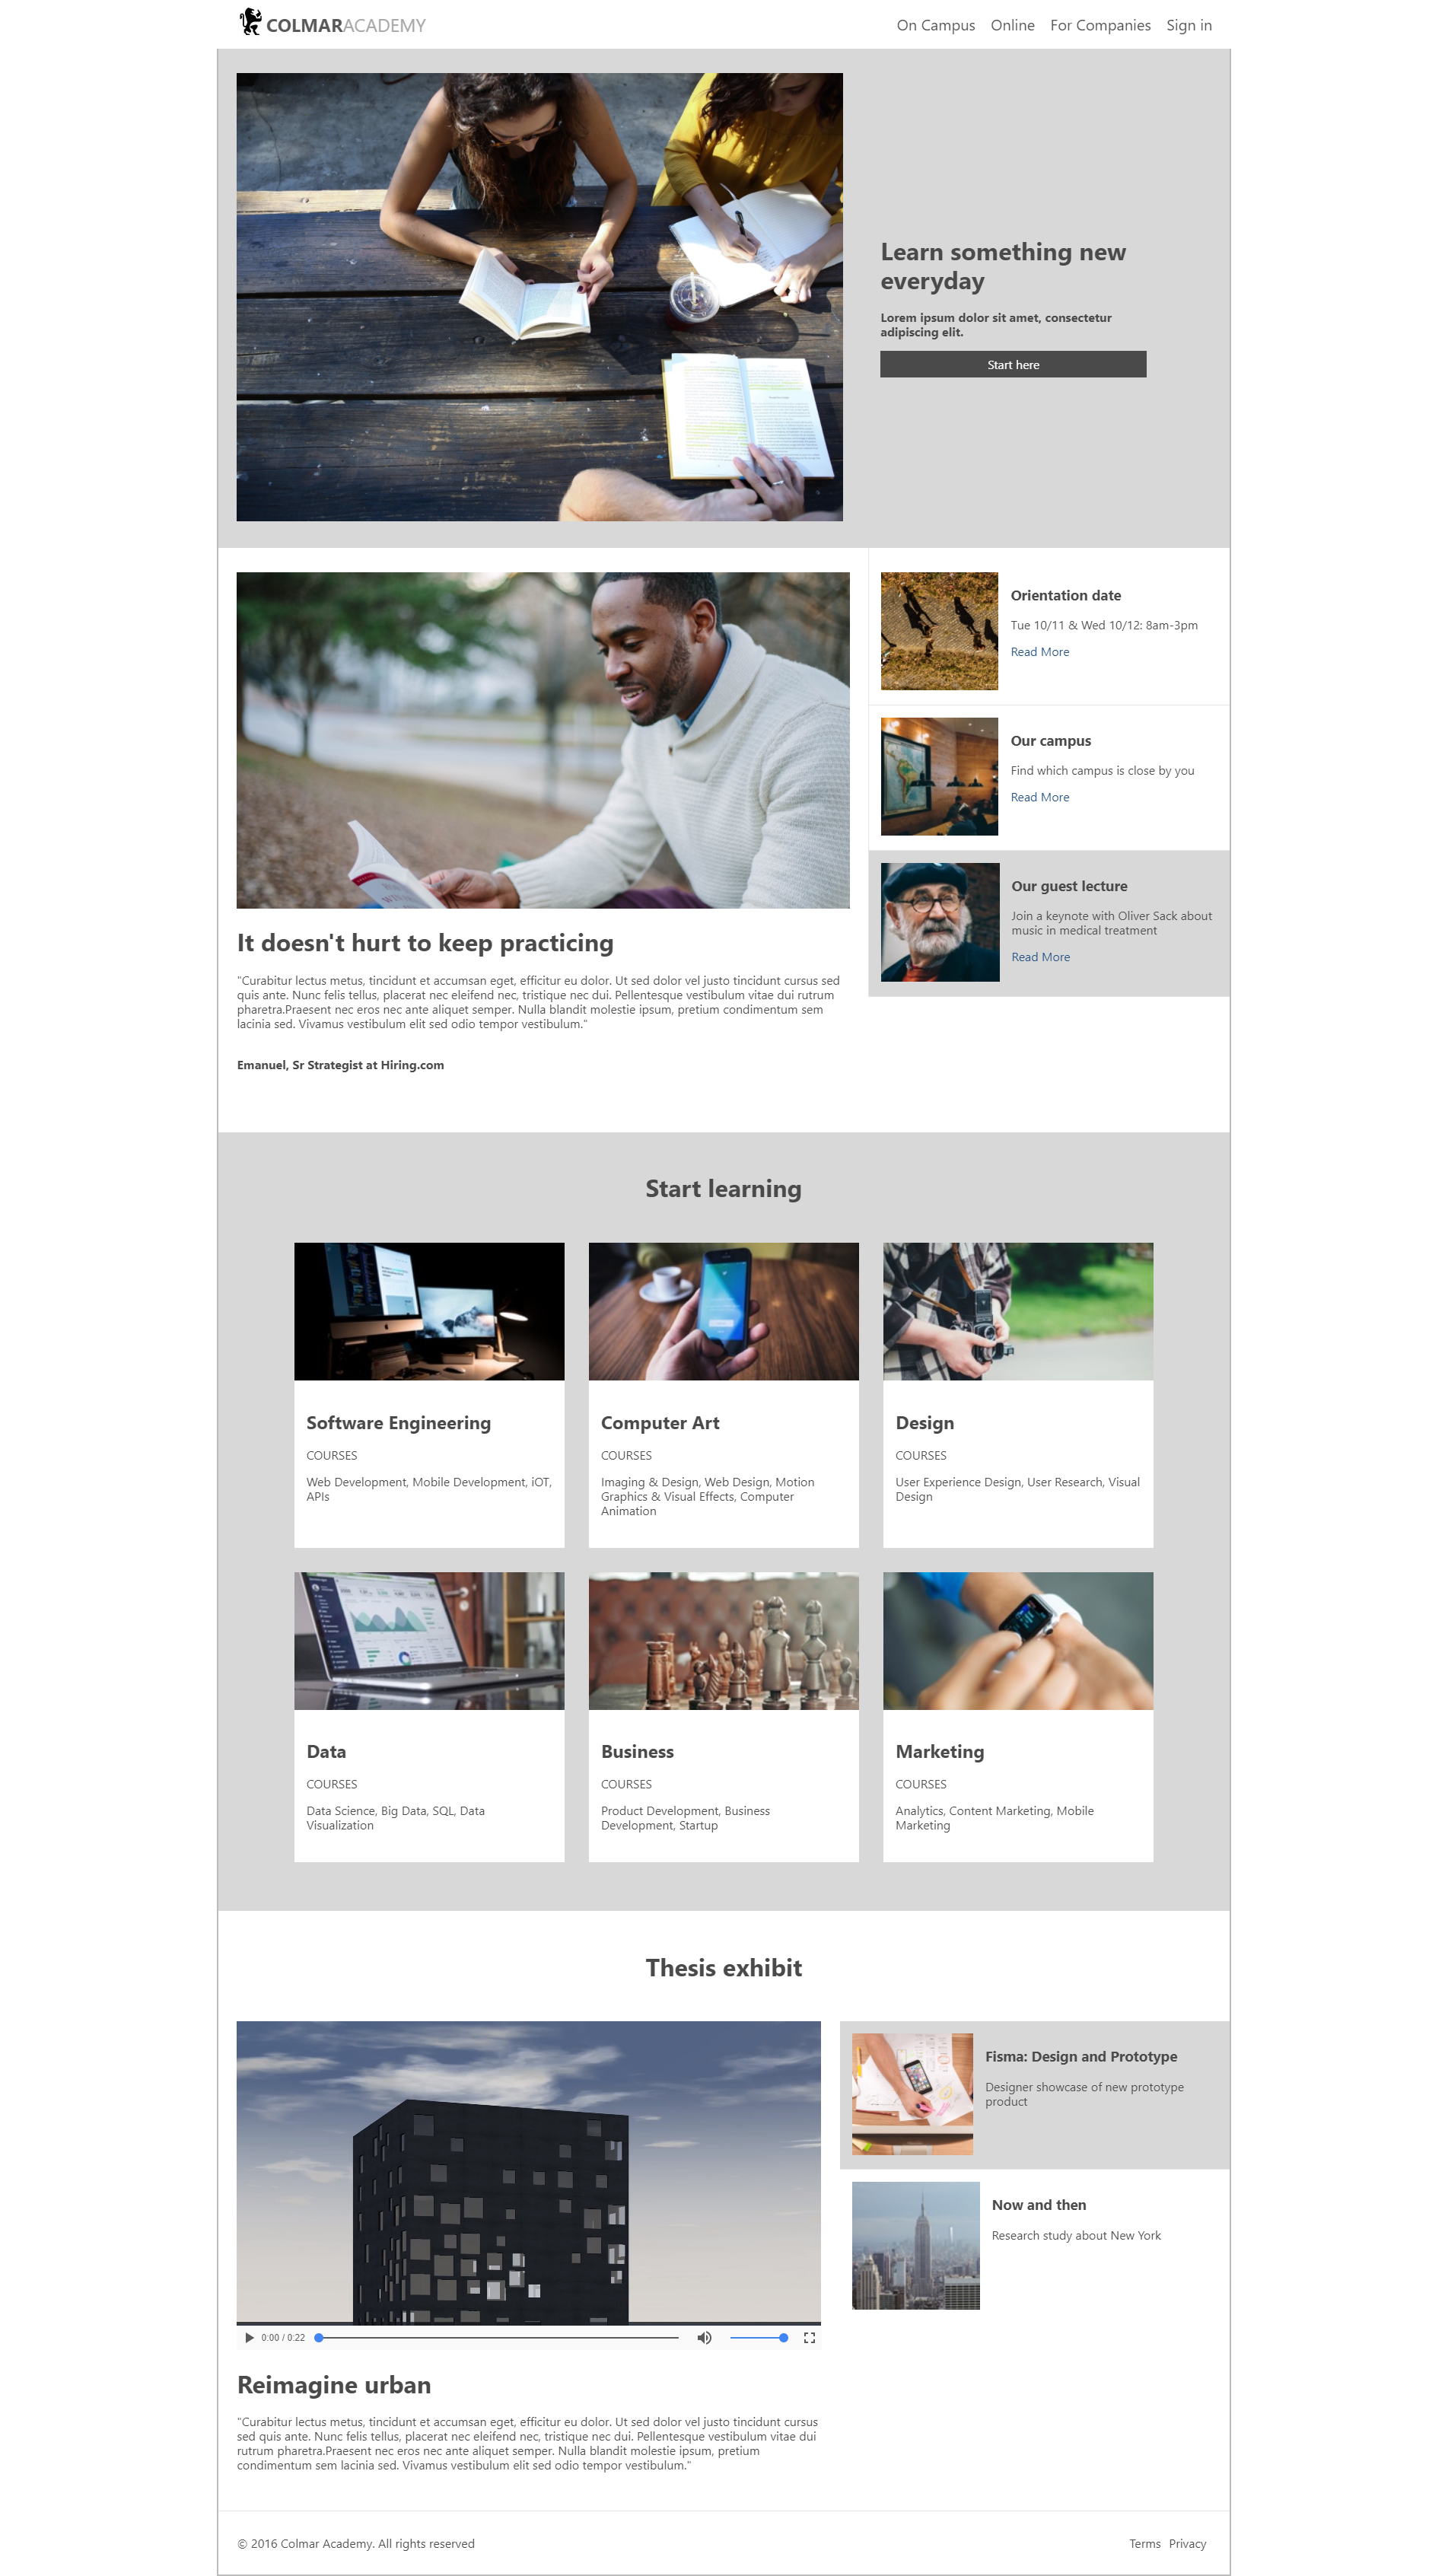 COLMARACADEMY
On Campus Online For Companies Sign in
Learn something new
everyday
Lorem ipsum dolor sit amet, consectetur
adipiscing elit.
Start here
Orientation date
Tue 10/11 & Wed 10/12: 8am-3pm
Read More
Our campus
Find which campus is close by you
Read More
Our guest lecture
Join a keynote with Oliver Sack about
music in medical treatment
Read More
It doesn't hurt to keep practicing
"Curabitur lectus metus, tincidunt et accumsan eget, efficitur eu dolor. Ut sed dolor vel justo tincidunt cursus sed
quis ante. Nunc felis tellus, placerat nec eleifend nec, tristique nec dui. Pellentesque vestibulum vitae dui rutrum
pharetra.Praesent nec eros nec ante aliquet semper. Nulla blandit molestie ipsum, pretium condimentum sem
lacinia sed. Vivamus vestibulum elit sed odio tempor vestibulum."
Emanuel, Sr Strategist at Hiring.com
Start learning
Software Engineering
COURSES
Web Development, Mobile Development, iOT,
APIs
Computer Art
COURSES
Imaging & Design, Web Design, Motion
Graphics & Visual Effects, Computer
Animation
Design
COURSES
User Experience Design, User Research, Visual
Design
Data
COURSES
Data Science, Big Data, SQL, Data
Visualization
Business
COURSES
Product Development, Business
Development, Startup
Marketing
COURSES
Analytics, Content Marketing, Mobile
Marketing
Thesis exhibit
0:00 / 0:22
Fisma: Design and Prototype
Designer showcase of new prototype
product
Now and then
Research study about New York
Reimagine urban
"Curabitur lectus metus, tincidunt et accumsan eget, efficitur eu dolor. Ut sed dolor vel justo tincidunt cursus
sed quis ante. Nunc felis tellus, placerat nec eleifend nec, tristique nec dui. Pellentesque vestibulum vitae dui
rutrum pharetra.Praesent nec eros nec ante aliquet semper. Nulla blandit molestie ipsum, pretium
condimentum sem lacinia sed. Vivamus vestibulum elit sed odio tempor vestibulum."
© 2016 Colmar Academy. All rights reserved
Terms Privacy